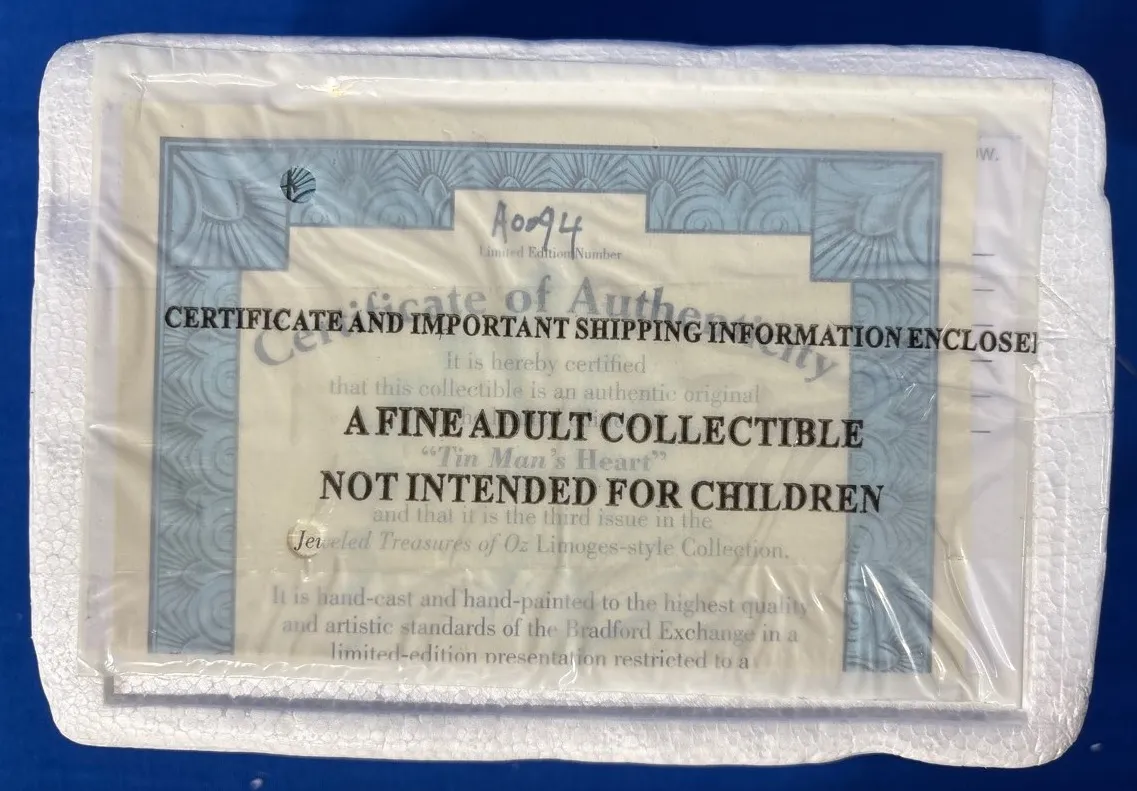 A0094
Limited Edition Number
Certificate of Authenticity
CERTIFICATE AND IMPORTANT SHIPPING INFORMATION ENCLOSE
It is hereby certified
that this collectible is an authentic original
A FINE ADULT COLLECTIBLE
“Tin Man’s Heart”
NOT INTENDED FOR CHILDREN
and that it is the third issue in the
Jeweled Treasures of Oz Limoges-style Collection.
It is hand-cast and hand-painted to the highest quality
and artistic standards of the Bradford Exchange in a
limited-edition presentation restricted to a